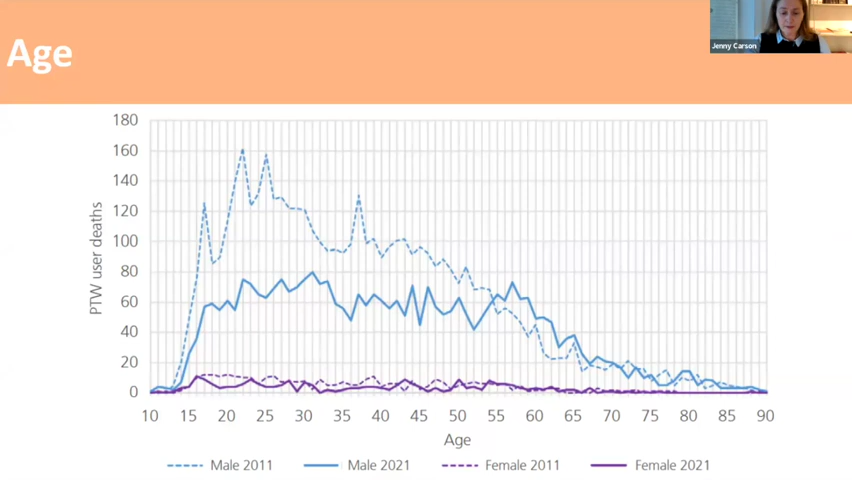 Age
Jenny Carson
180
160
140
120
100
80
60
40
20
0
PTW user deaths
10 15 20 25 30 35 40 45 50 55 60 65 70 75 80 85 90
Age
Male 2011 Male 2021 Female 2011 Female 2021